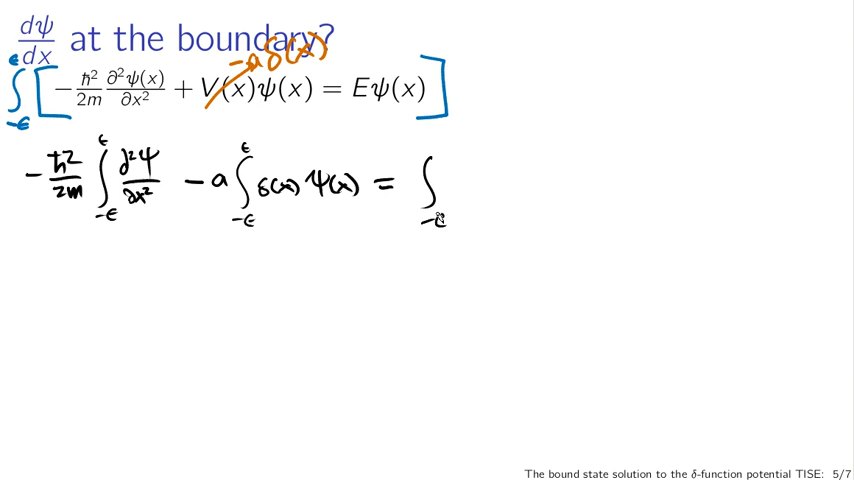 dψ/dx at the boundary?
-aδ(x)
∫_{-ε}^{ε} [ -ħ²/2m ∂²ψ(x)/∂x² + V(x)ψ(x) = Eψ(x) ]
-ħ²/2m ∫_{-ε}^{ε} ∂²ψ/∂x² - a ∫_{-ε}^{ε} δ(x) ψ(x) = ∫_{-ε}
The bound state solution to the δ-function potential TISE: 5/7